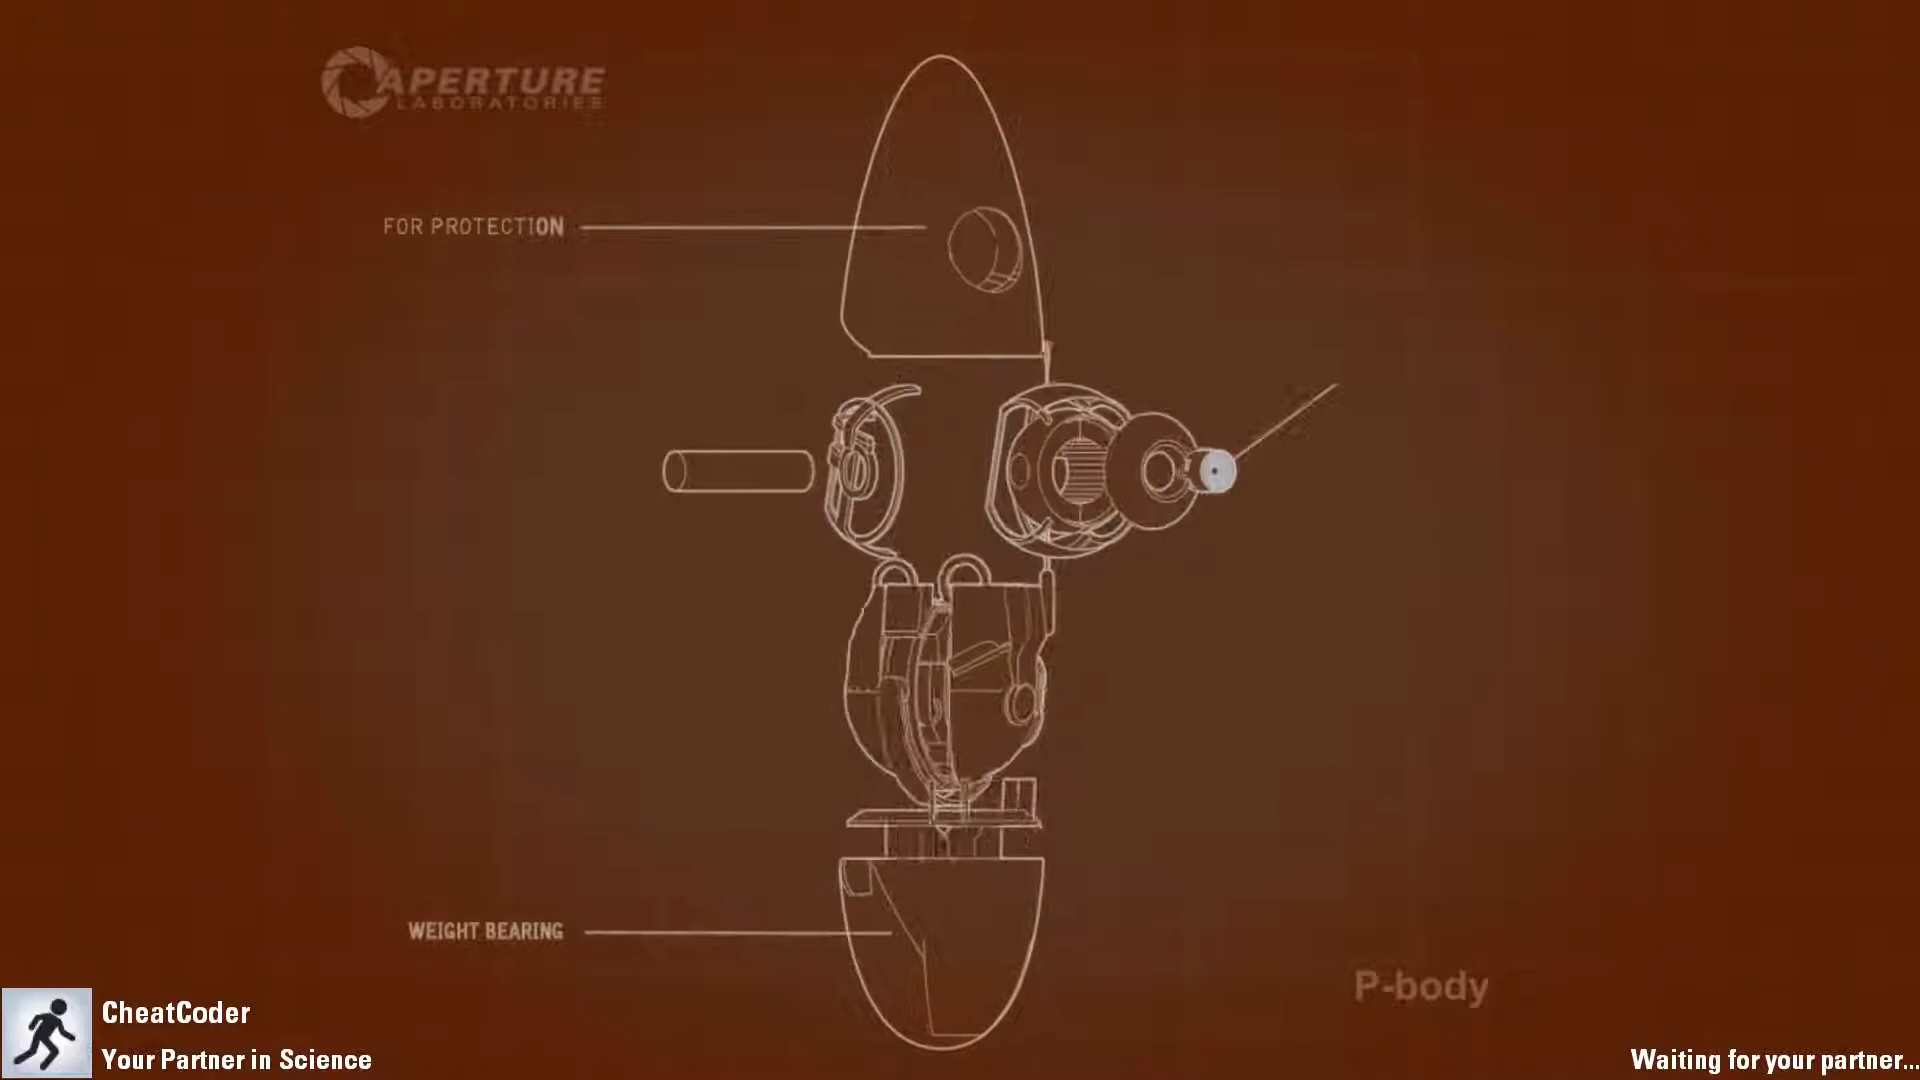 APERTURE
LABORATORIES
FOR PROTECTION
WEIGHT BEARING
P-body
CheatCoder
Your Partner in Science
Waiting for your partner...